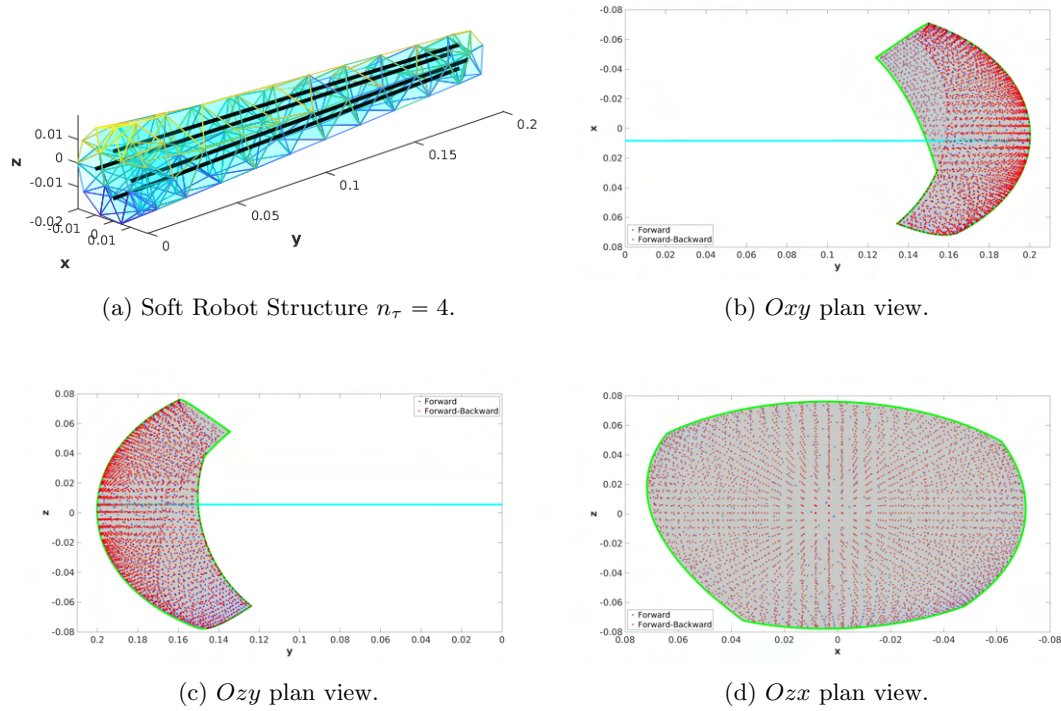 0.01
0
-0.01
z
-0.02
0
0.01
x
0
0.05
0.1
0.15
0.2
y
(a) Soft Robot Structure nτ = 4.
-0.08
-0.06
-0.04
-0.02
0
0.02
0.04
0.06
0.08
x
Forward
Forward-Backward
0 0.02 0.04 0.06 0.08 0.1 0.12 0.14 0.16 0.18 0.2
y
(b) Oxy plan view.
0.08
0.06
0.04
0.02
0
-0.02
-0.04
-0.06
-0.08
z
Forward
Forward-Backward
0.2 0.18 0.16 0.14 0.12 0.1 0.08 0.06 0.04 0.02 0
y
(c) Ozy plan view.
0.08
0.06
0.04
0.02
0
-0.02
-0.04
-0.06
-0.08
z
Forward
Forward-Backward
0.08 0.06 0.04 0.02 0 -0.02 -0.04 -0.06 -0.08
x
(d) Ozx plan view.